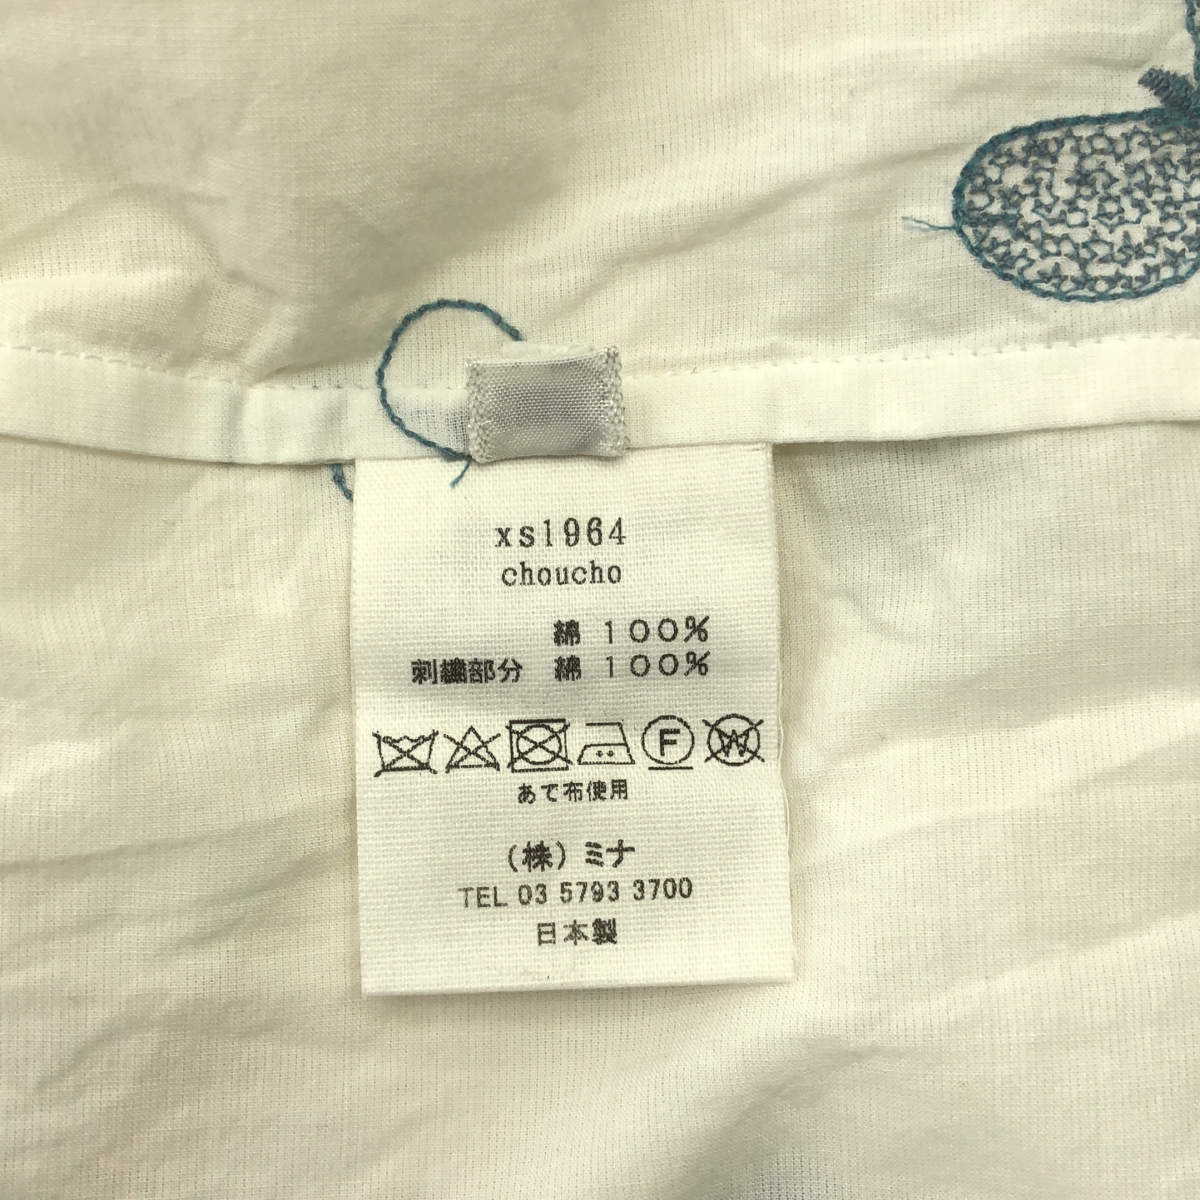 xs1964
choucho
綿 100%
刺繍部分 綿 100%
F W
あて布使用
(株)ミナ
TEL 03 5793 3700
日本製